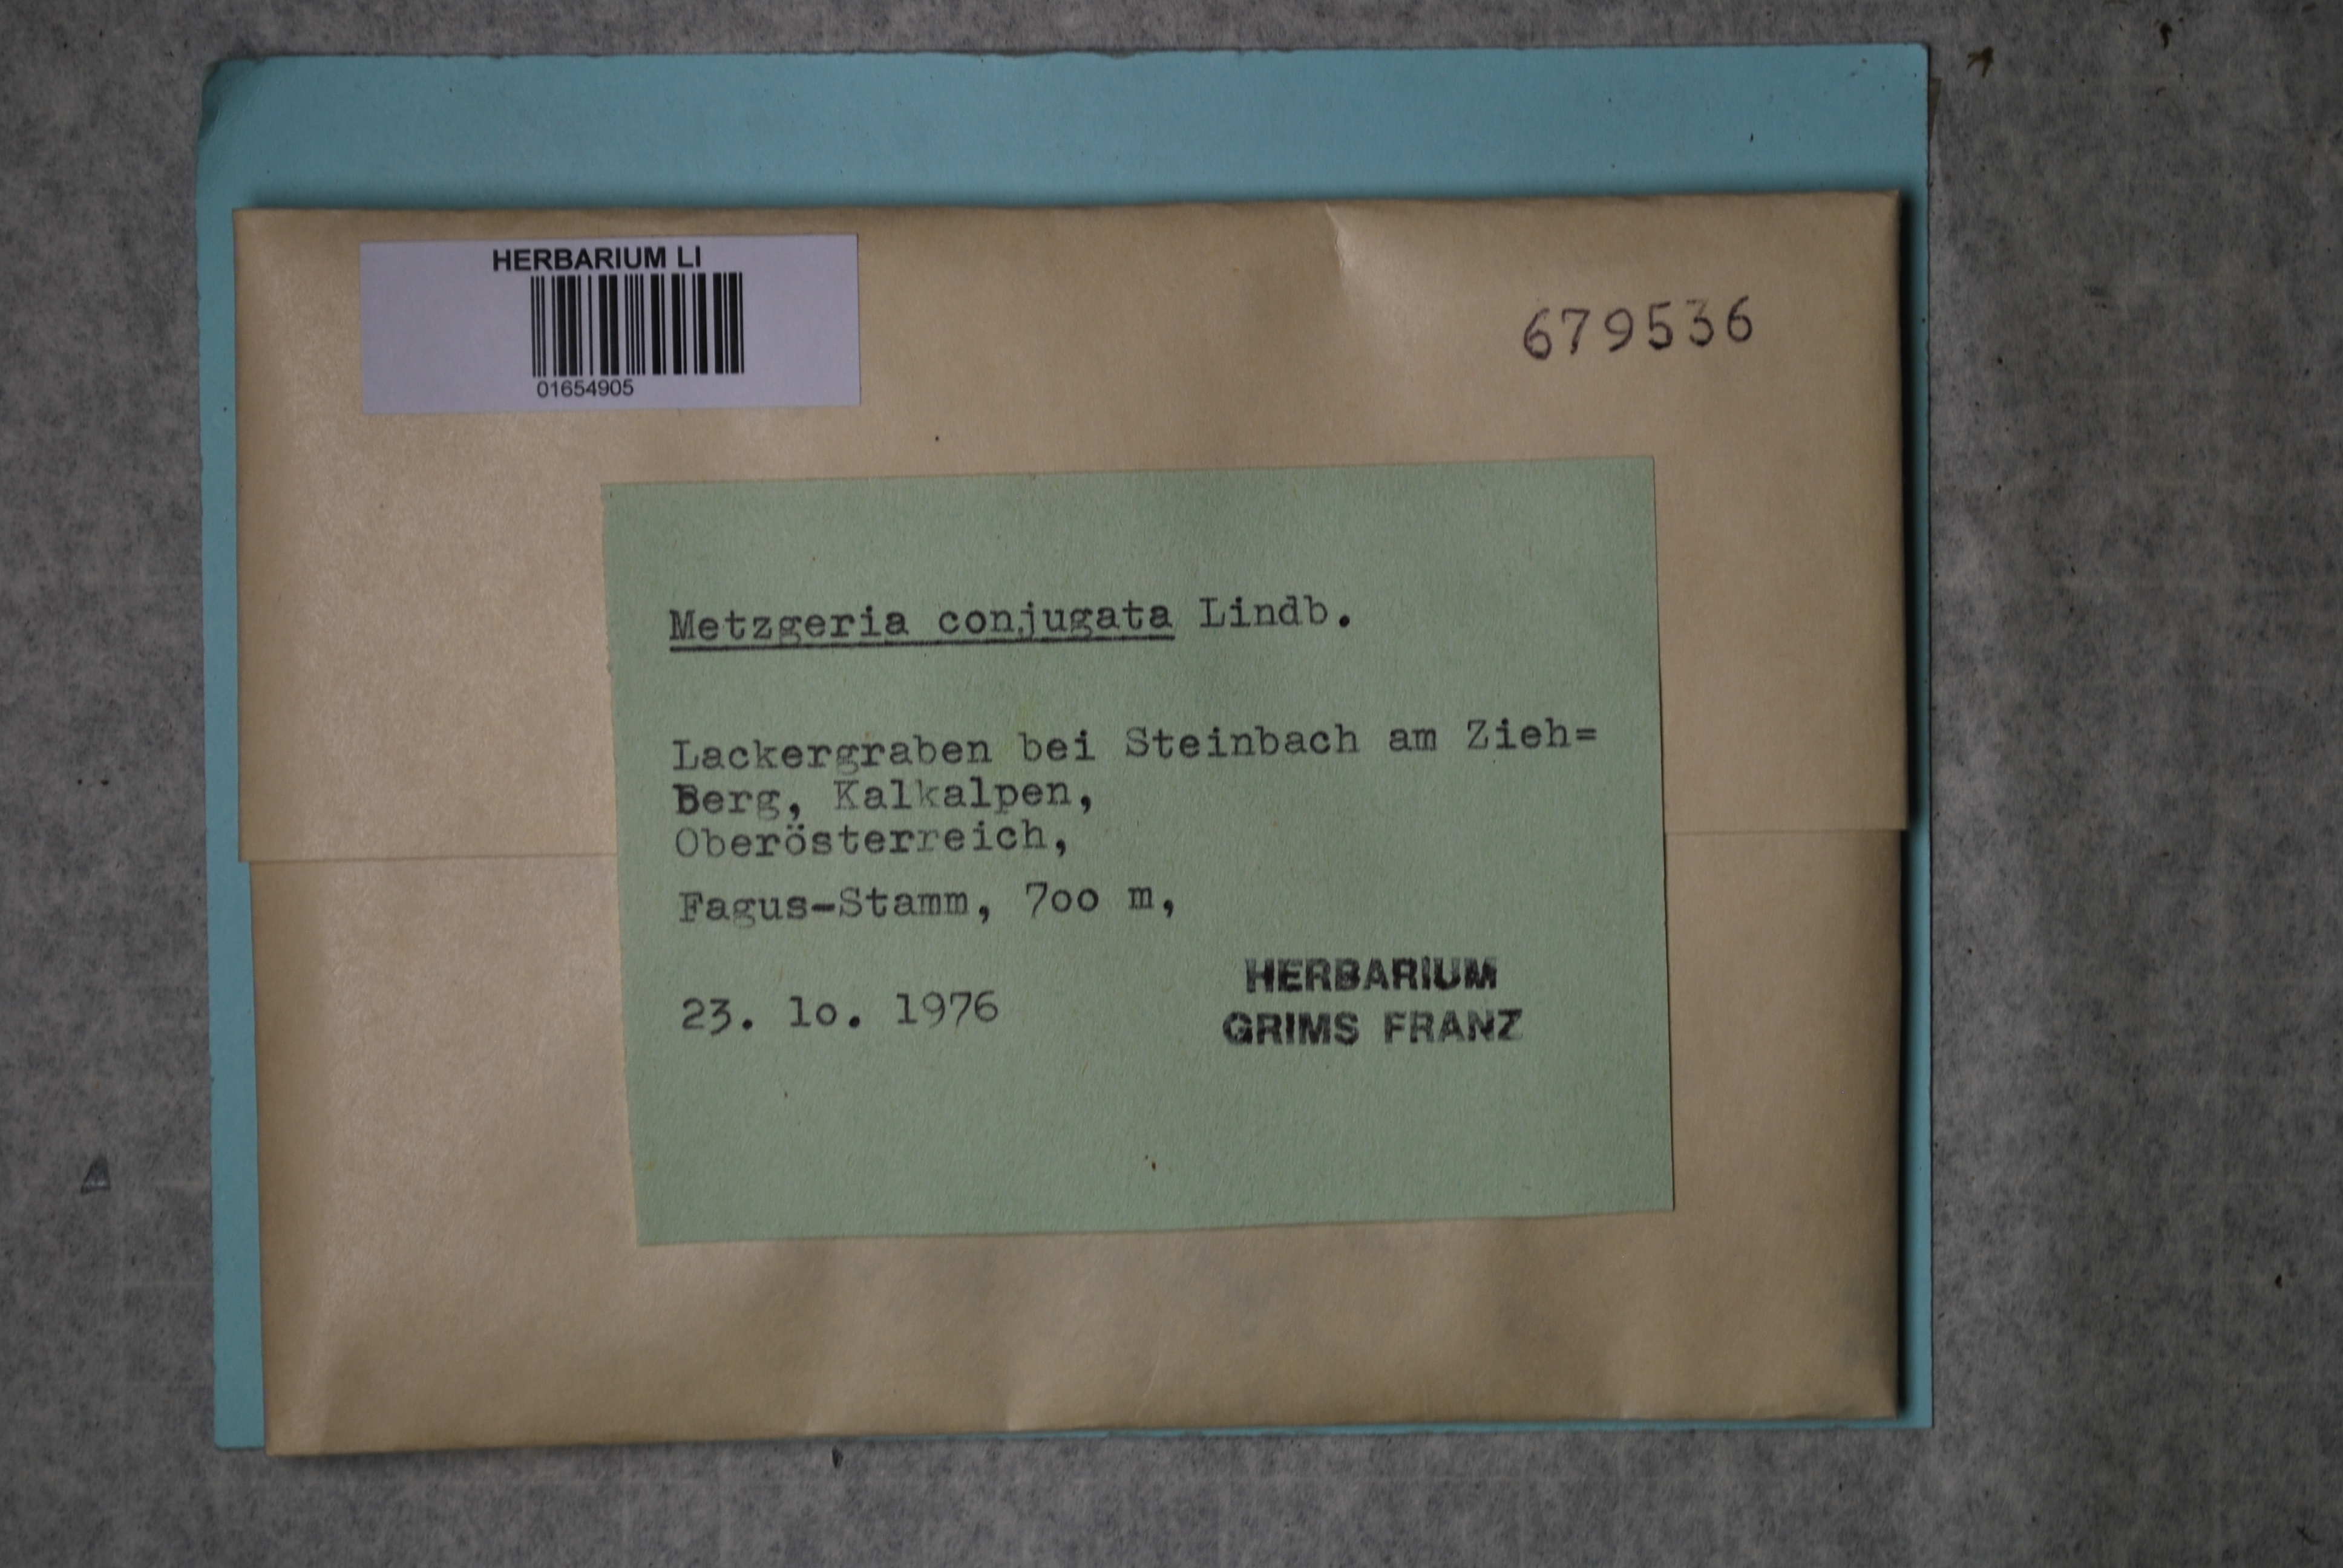 HERBARIUM LI
01654905
679536
Metzgeria conjugata Lindb.
Lackergraben bei Steinbach am Zieh=
Berg, Kalkalpen,
Oberösterreich,
Fagus-Stamm, 7oo m,
23. lo. 1976
HERBARIUM
GRIMS FRANZ